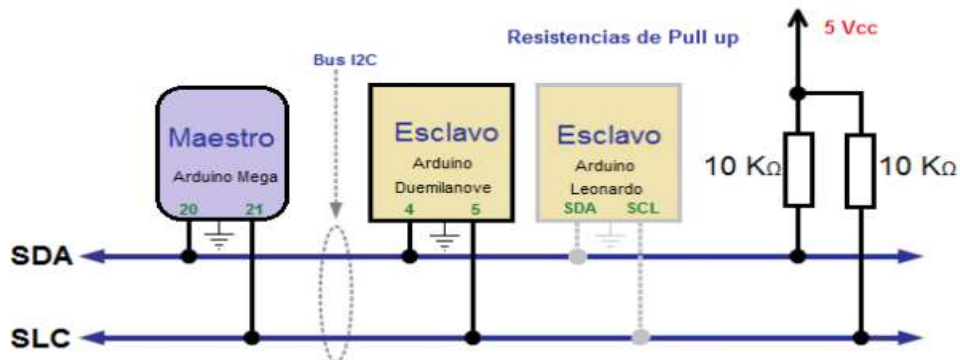 5 Vcc
Resistencias de Pull up
Bus I2C
Maestro
Arduino Mega
20 21
Esclavo
Arduino
Duemilanove
4 5
Esclavo
Arduino
Leonardo
SDA SCL
10 KΩ
10 KΩ
SDA
SLC